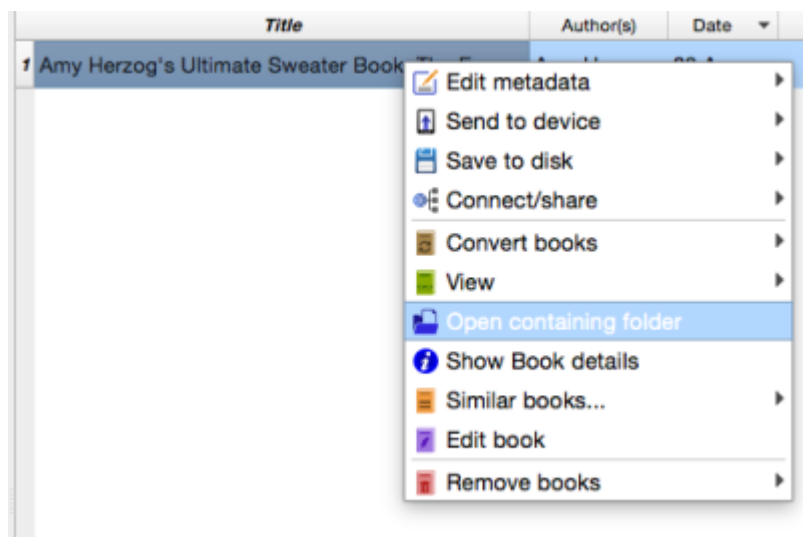 Title Author(s) Date
1 Amy Herzog's Ultimate Sweater Book
Edit metadata
Send to device
Save to disk
Connect/share
Convert books
View
Open containing folder
Show Book details
Similar books...
Edit book
Remove books